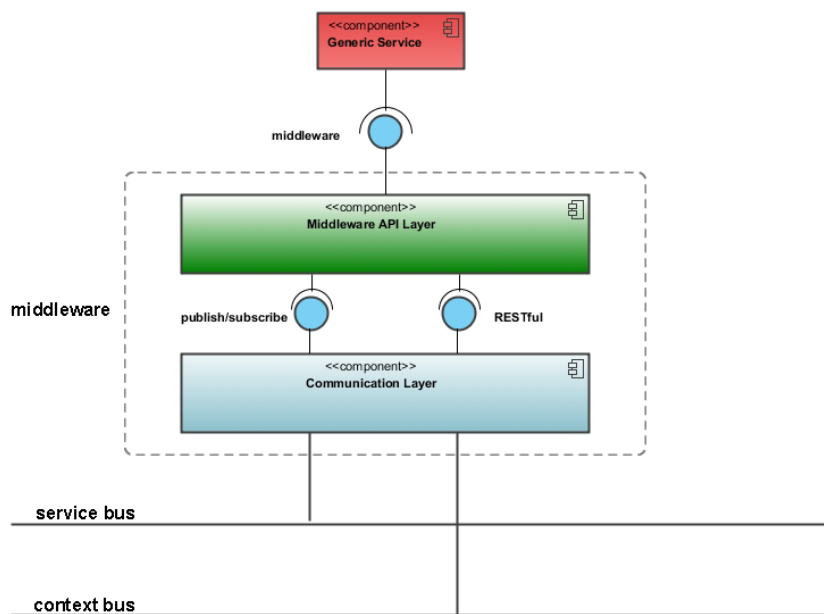 <<component>>
Generic Service
middleware
<<component>>
Middleware API Layer
middleware
publish/subscribe
RESTful
<<component>>
Communication Layer
service bus
context bus